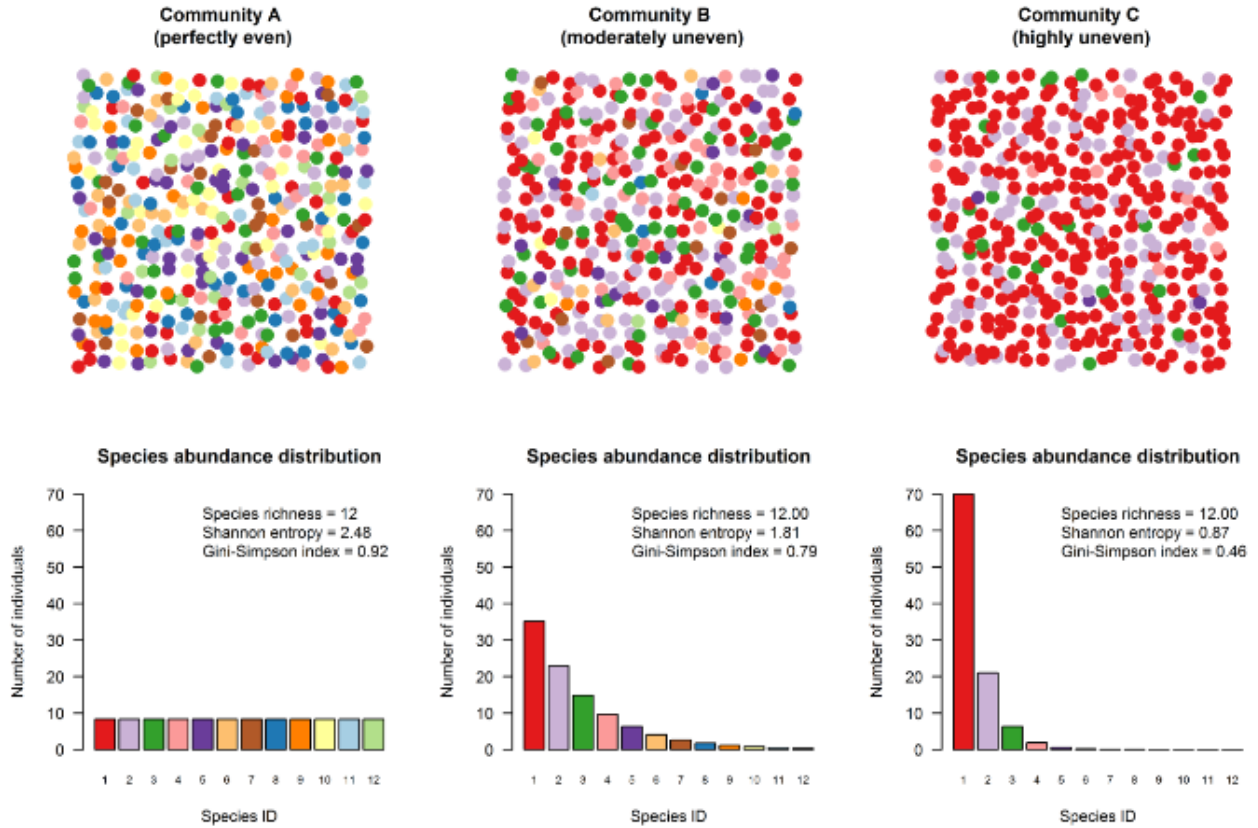 Community A
(perfectly even)
Community B
(moderately uneven)
Community C
(highly uneven)
Species abundance distribution
70
60
50
40
30
20
10
0
Number of individuals
Species richness = 12
Shannon entropy = 2.48
Gini-Simpson index = 0.92
1 2 3 4 5 6 7 8 9 10 11 12
Species ID
Species abundance distribution
70
60
50
40
30
20
10
0
Number of individuals
Species richness = 12.00
Shannon entropy = 1.81
Gini-Simpson index = 0.79
1 2 3 4 5 6 7 8 9 10 11 12
Species ID
Species abundance distribution
70
60
50
40
30
20
10
0
Number of individuals
Species richness = 12.00
Shannon entropy = 0.87
Gini-Simpson index = 0.46
1 2 3 4 5 6 7 8 9 10 11 12
Species ID